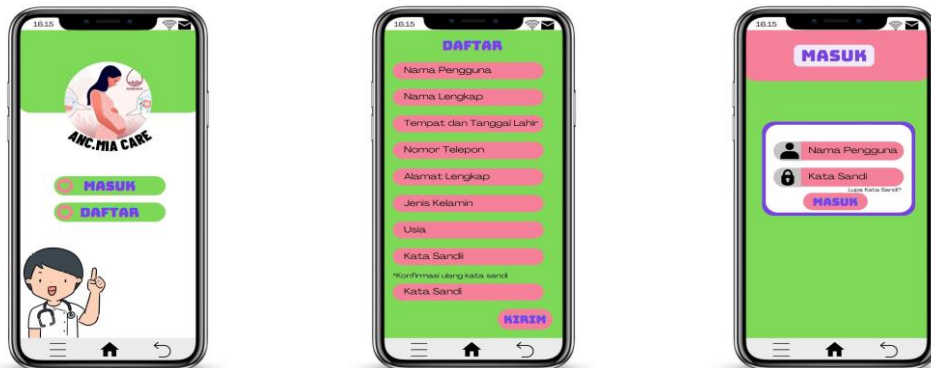 16.15
ANC.MIA CARE
MASUK
DAFTAR
16.15
DAFTAR
Nama Pengguna
Nama Lengkap
Tempat dan Tanggal Lahir
Nomor Telepon
Alamat Lengkap
Jenis Kelamin
Usia
Kata Sandii
*Konfirmasi ulang kata sandi
Kata Sandi
KIRIM
16.15
MASUK
Nama Pengguna
Kata Sandi
Lupa Kata Sandi?
MASUK